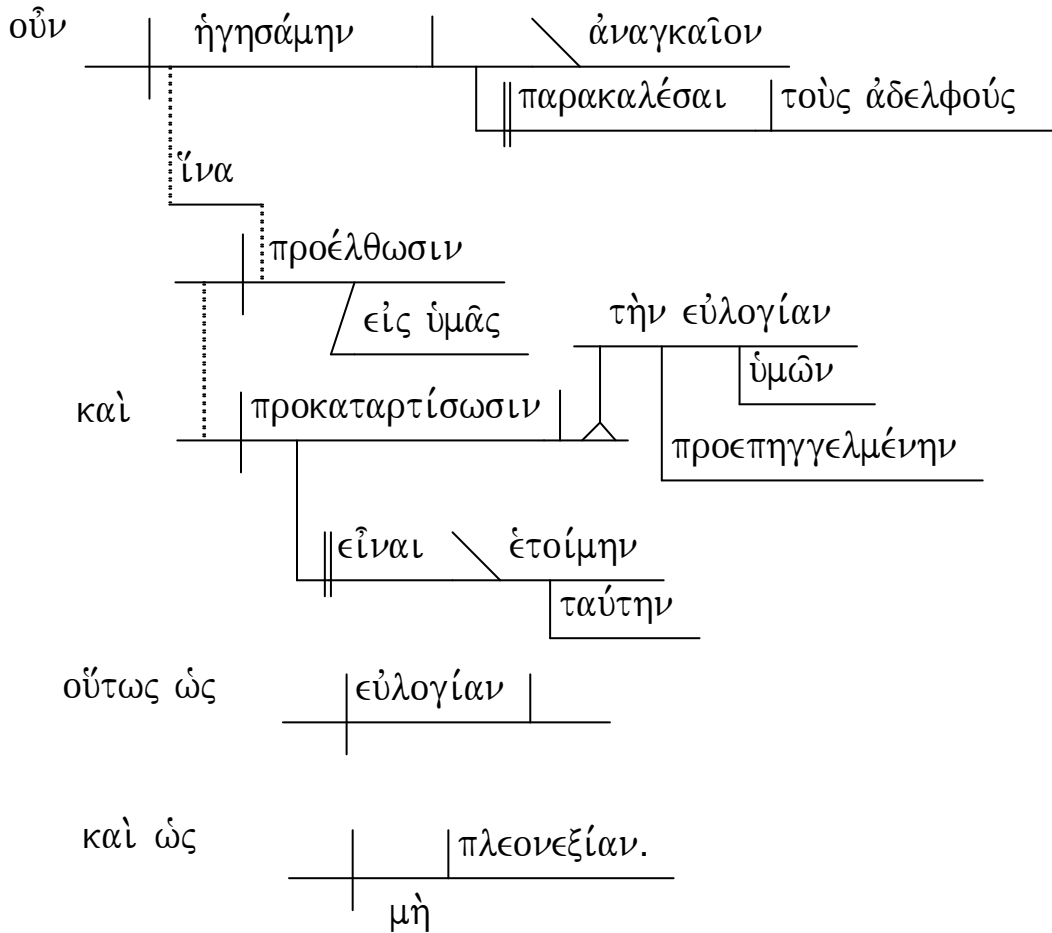 οὖν ἡγησάμην ἀναγκαῖον
παρακαλέσαι τοὺς ἀδελφούς
ἵνα
προέλθωσιν
εἰς ὑμᾶς
τὴν εὐλογίαν
ὑμῶν
καὶ προκαταρτίσωσιν
προεπηγγελμένην
εἶναι ἑτοίμην
ταύτην
οὕτως ὡς εὐλογίαν
καὶ ὡς πλεονεξίαν.
μὴ